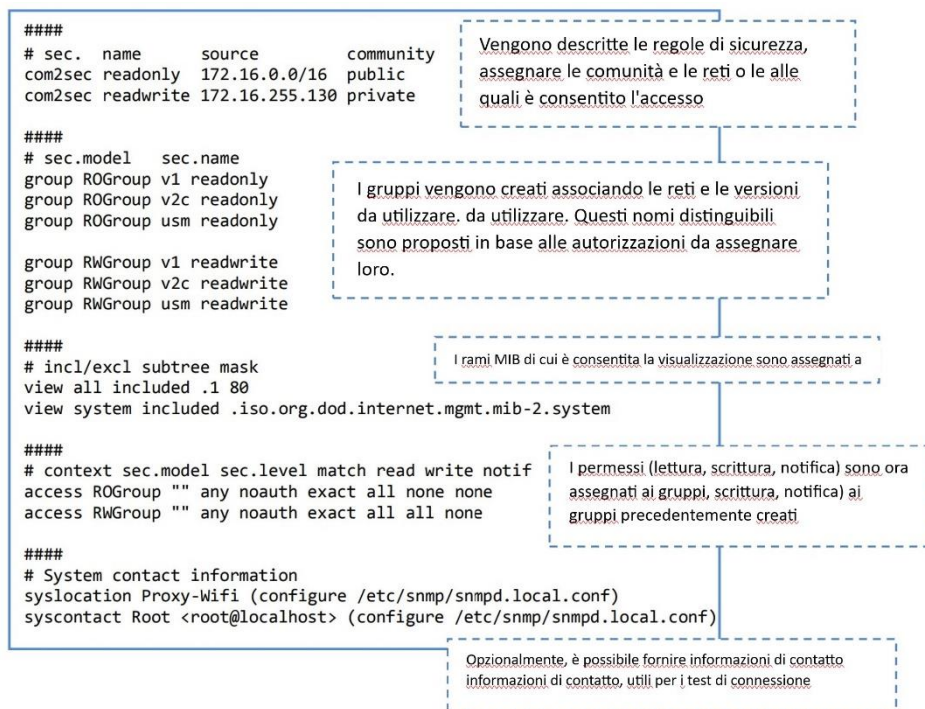 ####
# sec. name source community
com2sec readonly 172.16.0.0/16 public
com2sec readwrite 172.16.255.130 private
Vengono descritte le regole di sicurezza,
assegnare le comunità e le reti o le alle
quali è consentito l'accesso
####
# sec.model sec.name
group ROGroup v1 readonly
group ROGroup v2c readonly
group ROGroup usm readonly
group RWGroup v1 readwrite
group RWGroup v2c readwrite
group RWGroup usm readwrite
I gruppi vengono creati associando le reti e le versioni
da utilizzare. da utilizzare. Questi nomi distinguibili
sono proposti in base alle autorizzazioni da assegnare
loro.
####
# incl/excl subtree mask
view all included .1 80
view system included .iso.org.dod.internet.mgmt.mib-2.system
I rami MIB di cui è consentita la visualizzazione sono assegnati a
####
# context sec.model sec.level match read write notif
access ROGroup "" any noauth exact all none none
access RWGroup "" any noauth exact all all none
I permessi (lettura, scrittura, notifica) sono ora
assegnati ai gruppi, scrittura, notifica) ai
gruppi precedentemente creati
####
# System contact information
syslocation Proxy-Wifi (configure /etc/snmp/snmpd.local.conf)
syscontact Root <root@localhost> (configure /etc/snmp/snmpd.local.conf)
Opzionalmente, è possibile fornire informazioni di contatto
informazioni di contatto, utili per i test di connessione